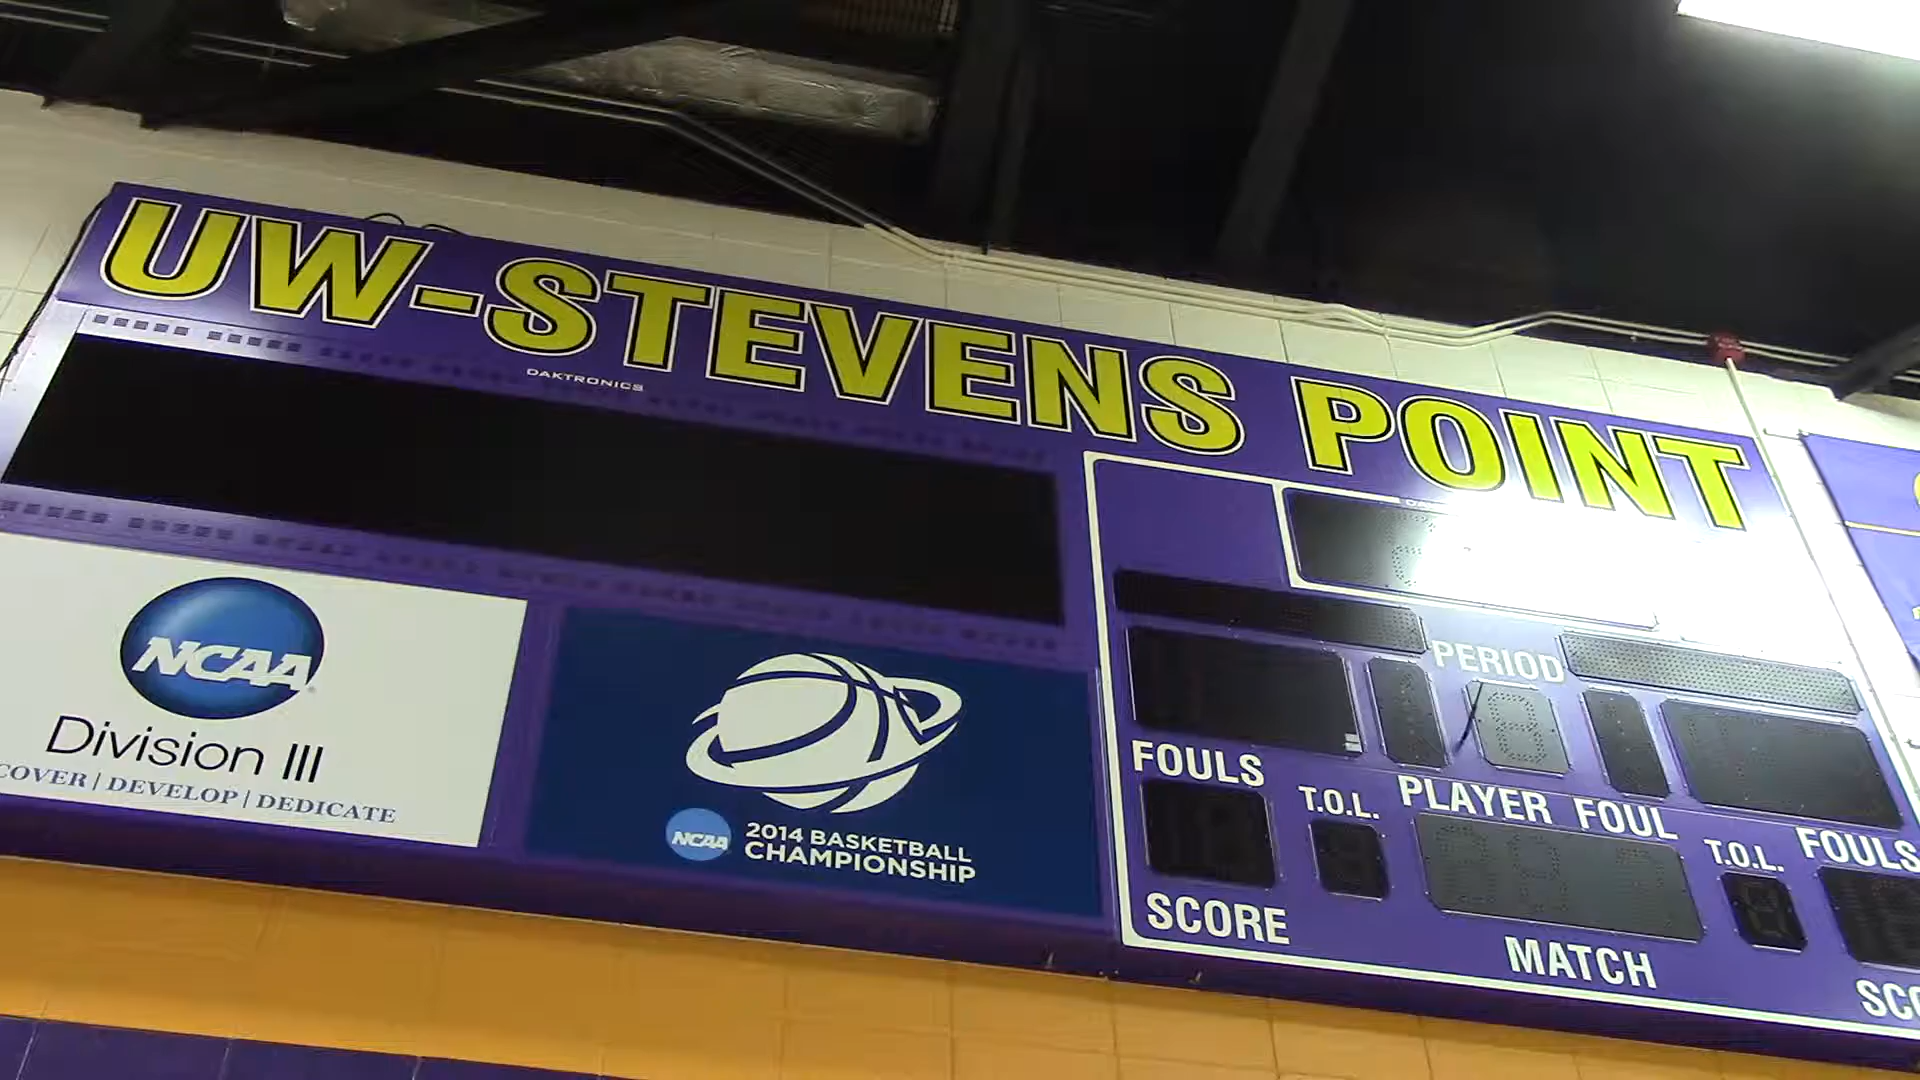 UW-STEVENS POINT
DAKTRONICS
NCAA
Division III
COVER | DEVELOP | DEDICATE
NCAA
2014 BASKETBALL
CHAMPIONSHIP
PERIOD
FOULS
T.O.L.
PLAYER FOUL
T.O.L.
FOULS
SCORE
MATCH
SCO